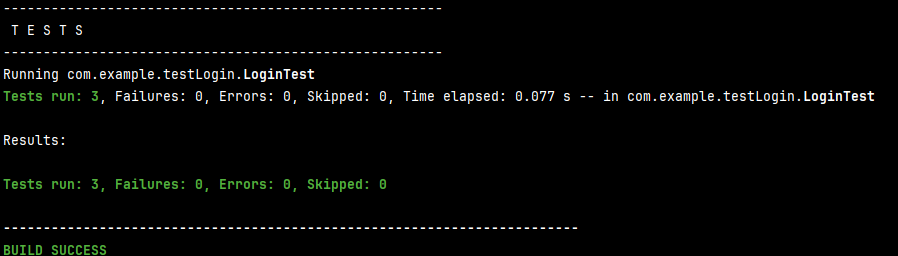 -------------------------------------------------------
 T E S T S
-------------------------------------------------------
Running com.example.testLogin.LoginTest
Tests run: 3, Failures: 0, Errors: 0, Skipped: 0, Time elapsed: 0.077 s -- in com.example.testLogin.LoginTest

Results:

Tests run: 3, Failures: 0, Errors: 0, Skipped: 0

------------------------------------------------------------------------
BUILD SUCCESS